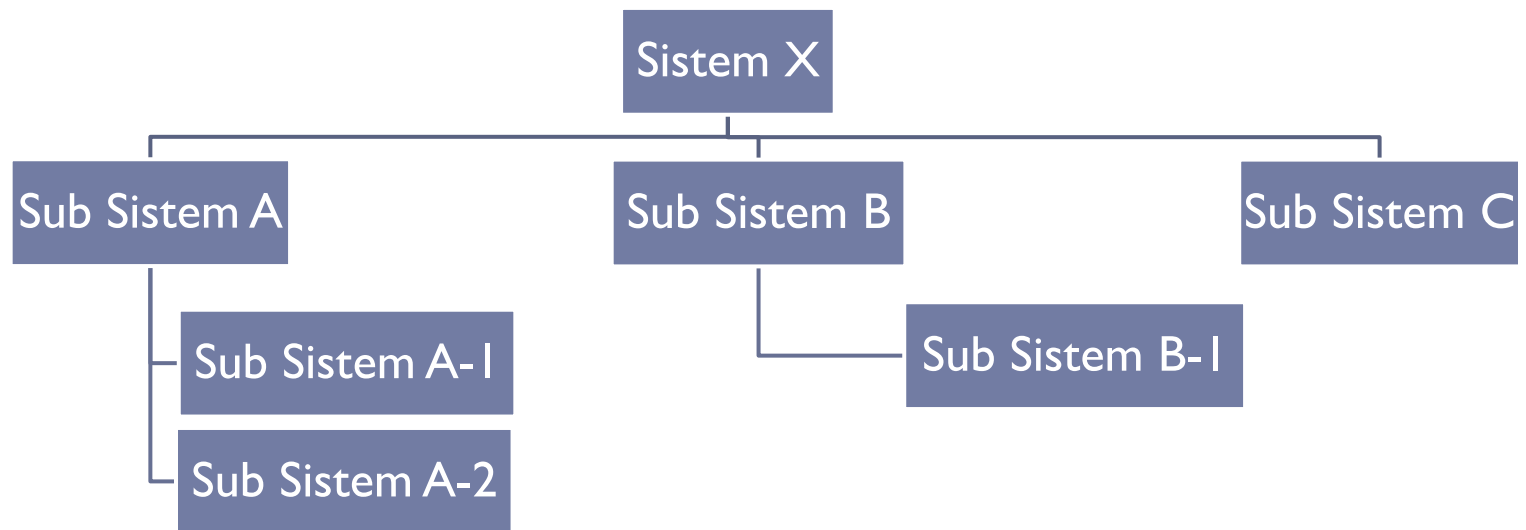 Sistem X
Sub Sistem A
Sub Sistem B
Sub Sistem C
Sub Sistem A-1
Sub Sistem B-1
Sub Sistem A-2